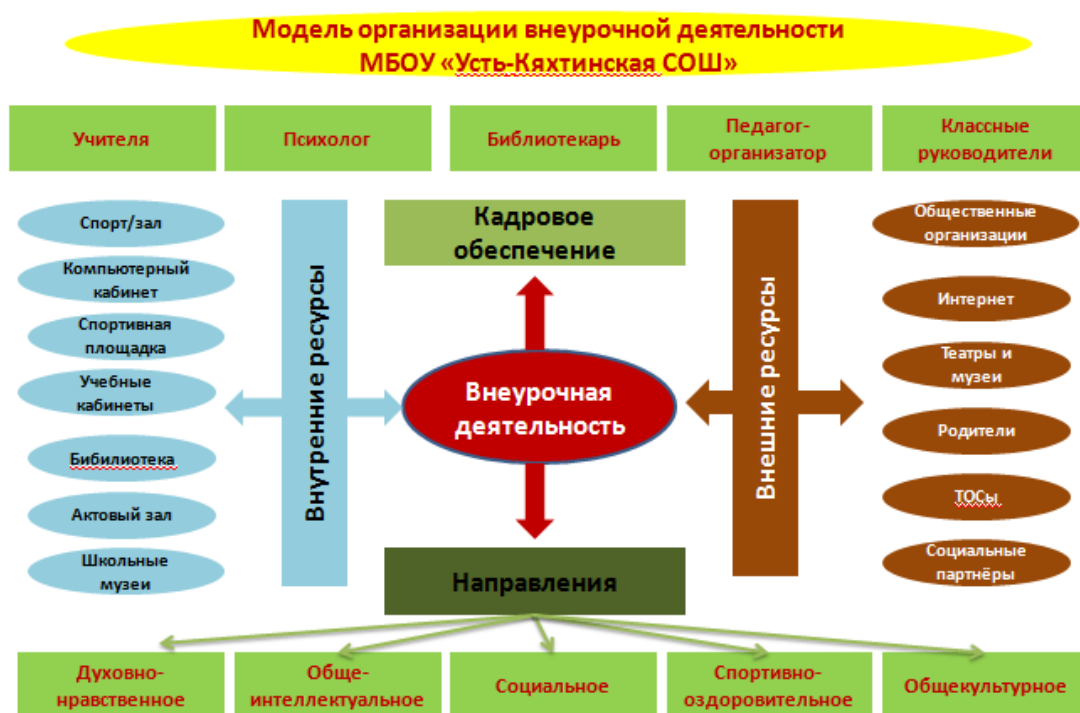 Модель организации внеурочной деятельности
МБОУ «Усть-Кяхтинская СОШ»
Учителя
Психолог
Библиотекарь
Педагог-
организатор
Классные
руководители
Спорт/зал
Компьютерный
кабинет
Спортивная
площадка
Учебные
кабинеты
Бибилиотека
Актовый зал
Школьные
музеи
Внутренние ресурсы
Кадровое
обеспечение
Внеурочная
деятельность
Направления
Внешние ресурсы
Общественные
организации
Интернет
Театры и
музеи
Родители
ТОСы
Социальные
партнёры
Духовно-
нравственное
Обще-
интеллектуальное
Социальное
Спортивно-
оздоровительное
Общекультурное